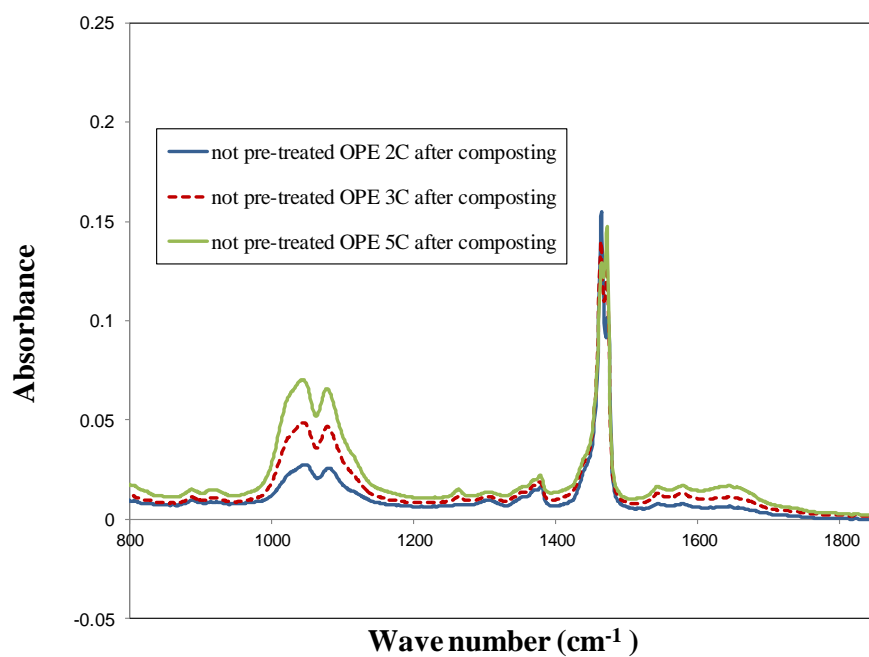 0.25
0.2
not pre-treated OPE 2C after composting
not pre-treated OPE 3C after composting
0.15
not pre-treated OPE 5C after composting
0.1
0.05
0
800 1000 1200 1400 1600 1800
-0.05
Absorbance
Wave number (cm⁻¹ )